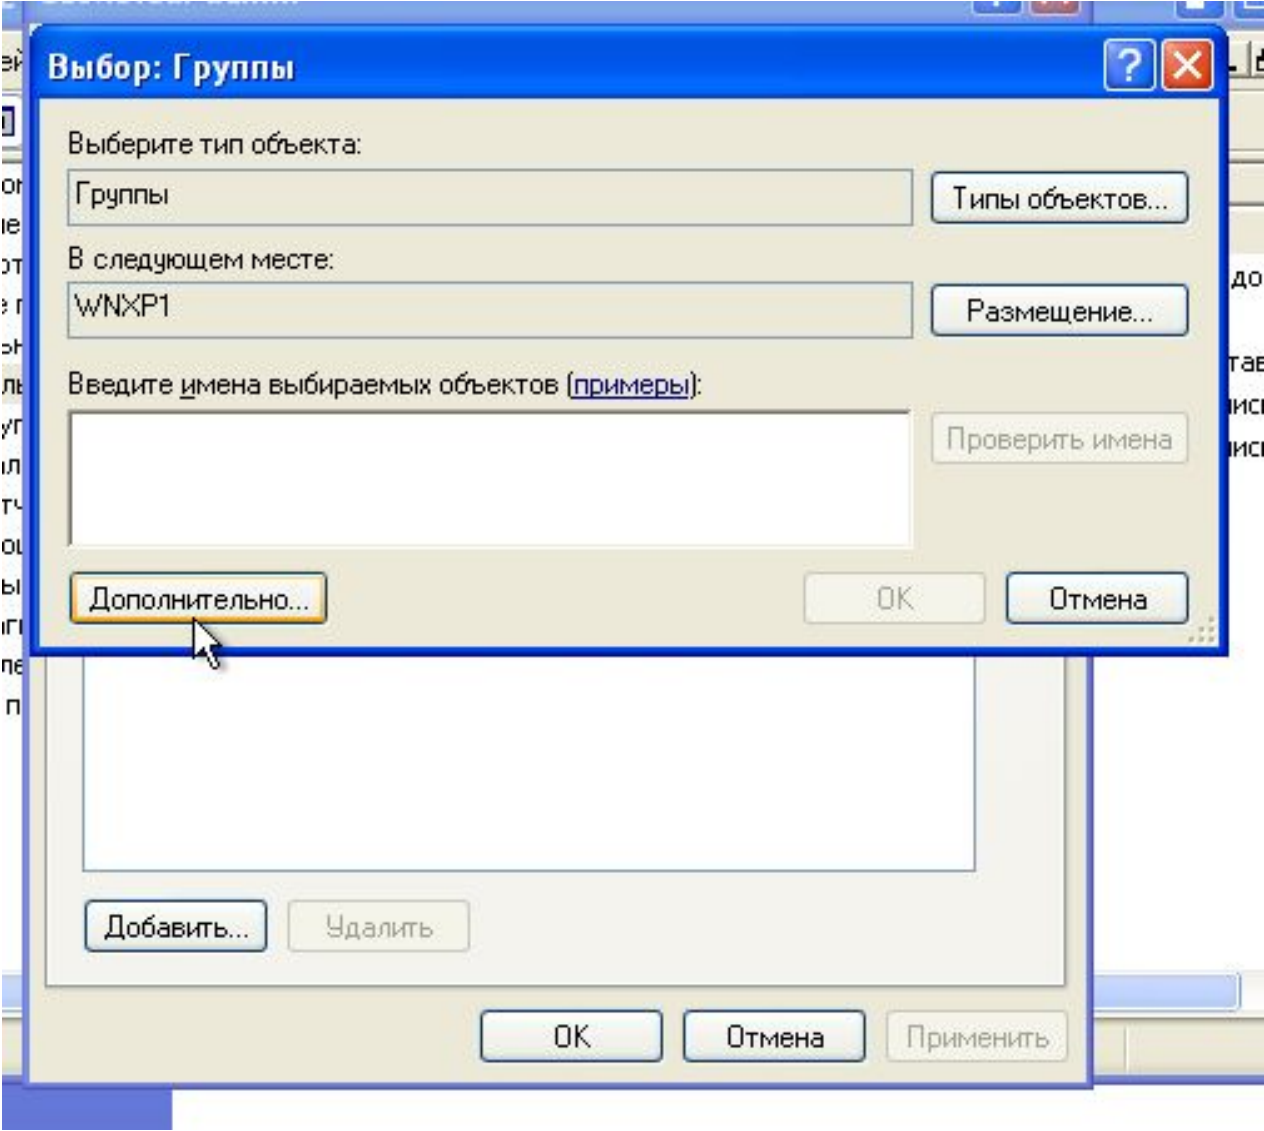 Выбор: Группы
Выберите тип объекта:
Группы
Типы объектов...
В следующем месте:
WNXP1
Размещение...
Введите имена выбираемых объектов (примеры):
Проверить имена
Дополнительно...
OK
Отмена
Добавить...
Удалить
OK
Отмена
Применить